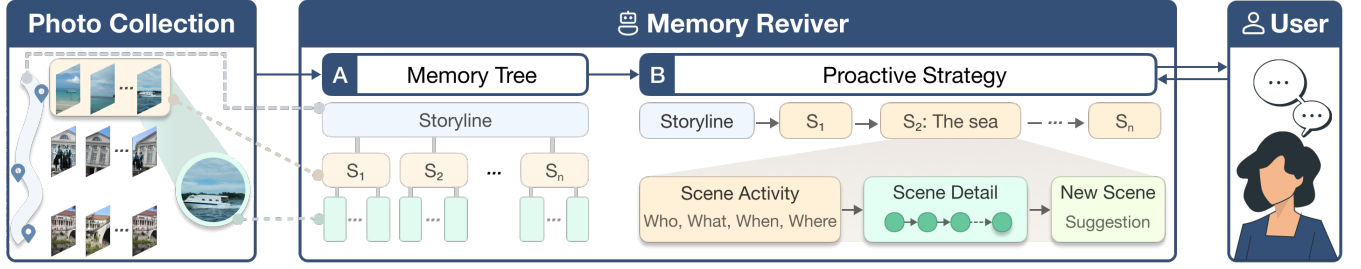 Photo Collection
Memory Reviver
User
A
Memory Tree
B
Proactive Strategy
...
...
...
Storyline
S1
S2
...
Sn
...
...
...
Storyline
S1
S2: The sea
...
Sn
Scene Activity
Who, What, When, Where
Scene Detail
New Scene
Suggestion
...
...